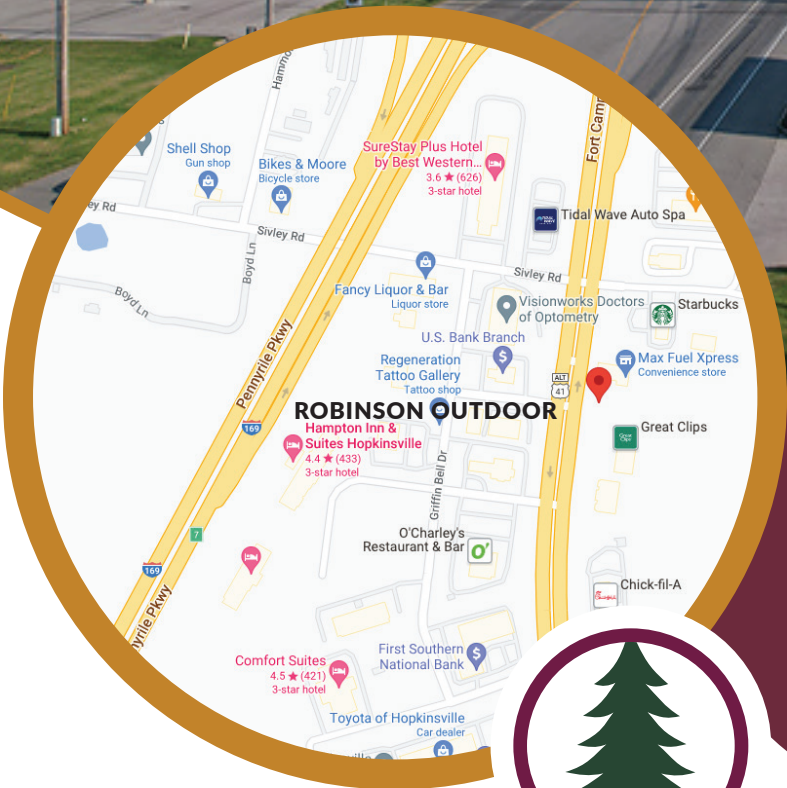 Hammo
Fort Camp
Shell Shop
Gun shop
Bikes & Moore
Bicycle store
SureStay Plus Hotel
by Best Western...
3.6 ★ (626)
3-star hotel
Tidal Wave Auto Spa
ey Rd
Sivley Rd
Boyd Ln
Boyd Ln
Sivley Rd
Fancy Liquor & Bar
Liquor store
Visionworks Doctors
of Optometry
Starbucks
U.S. Bank Branch
Pennyrile Pkwy
Regeneration
Tattoo Gallery
Tattoo shop
Max Fuel Xpress
Convenience store
ALT
41
ROBINSON OUTDOOR
169
Hampton Inn &
Suites Hopkinsville
4.4 ★ (433)
3-star hotel
Great Clips
Griffin Bell Dr
7
O'Charley's
Restaurant & Bar
O'
169
Chick-fil-A
nyrile Pkwy
Comfort Suites
4.5 ★ (421)
3-star hotel
First Southern
National Bank
Toyota of Hopkinsville
Car dealer
ville